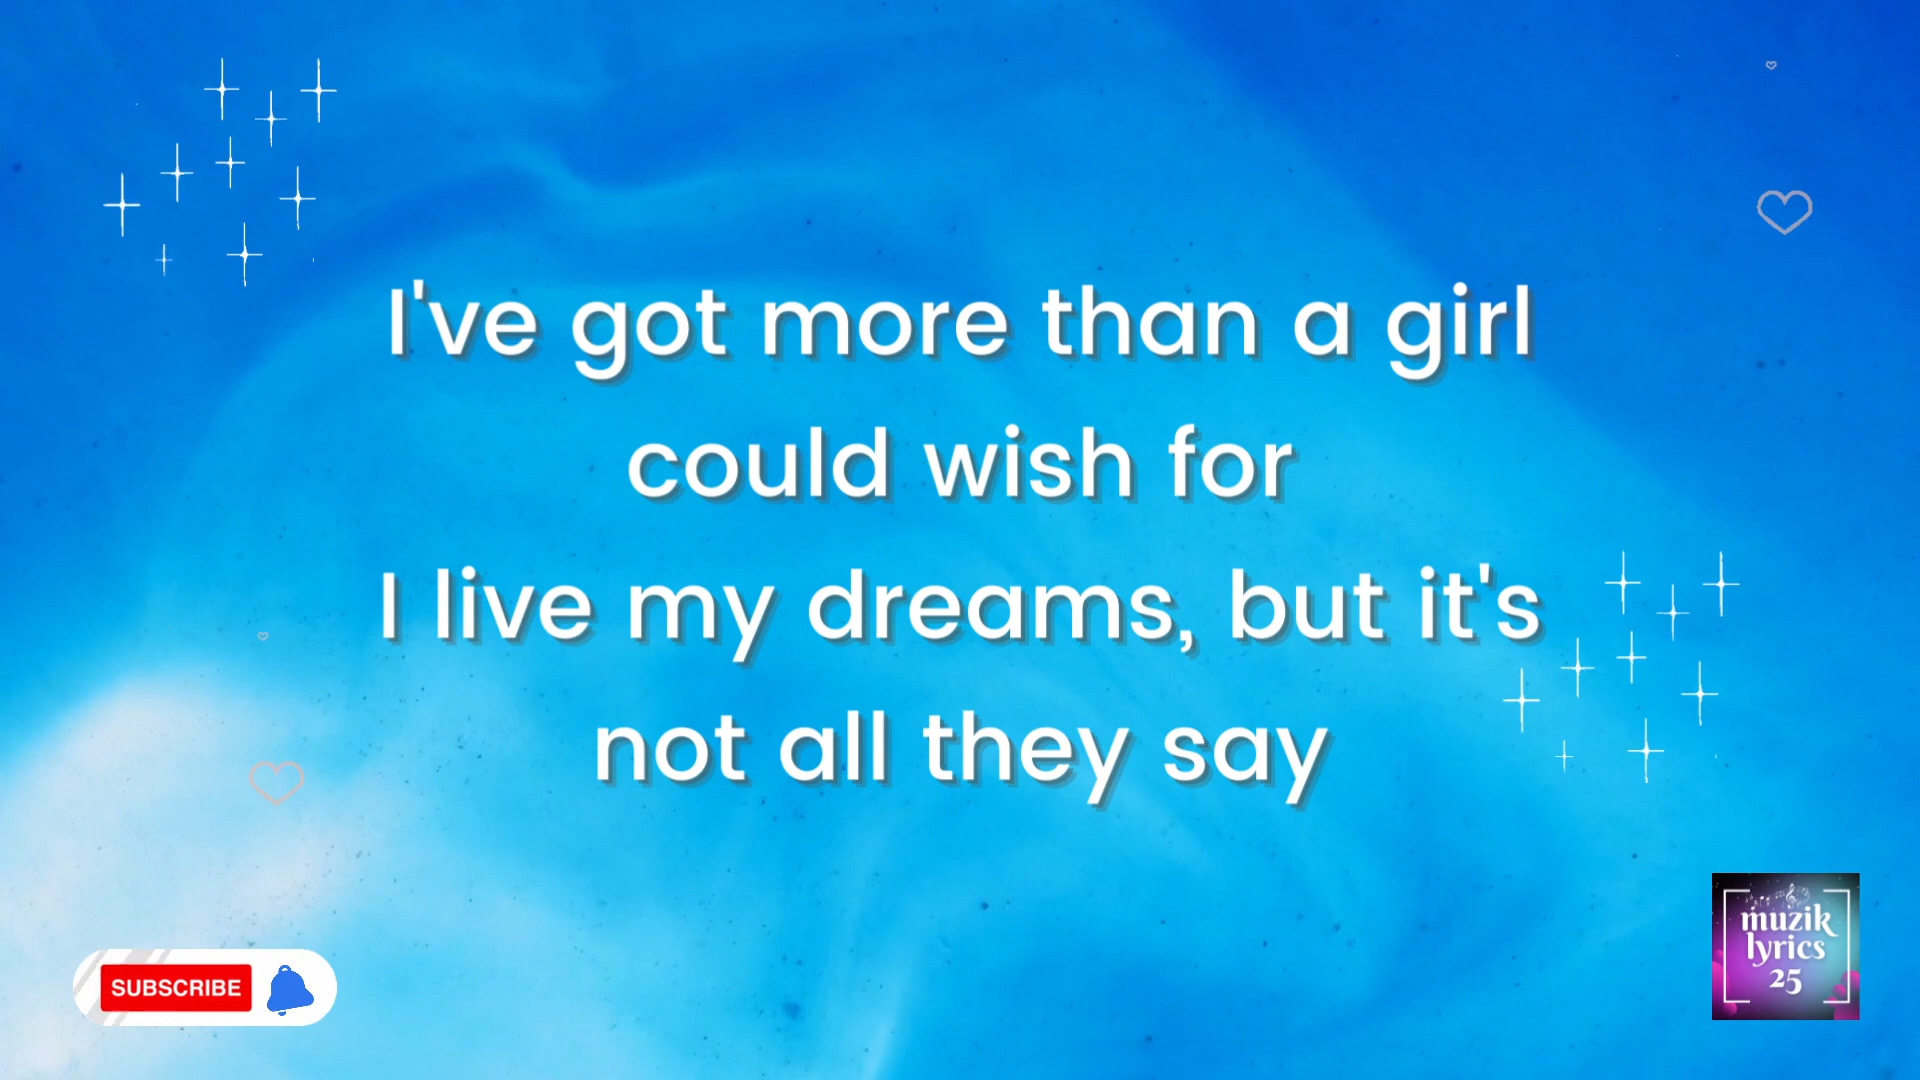 I've got more than a girl
could wish for
I live my dreams, but it's
not all they say
SUBSCRIBE
muzik
lyrics
25